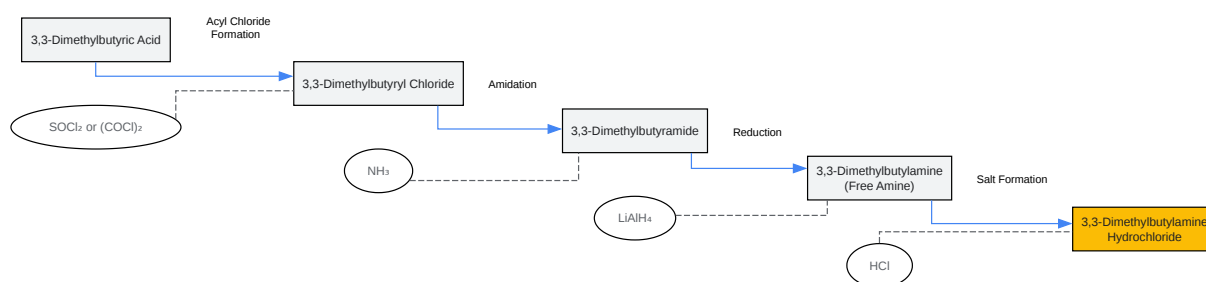 3,3-Dimethylbutyric Acid
Acyl Chloride
Formation
SOCl₂ or (COCl)₂
3,3-Dimethylbutyryl Chloride
Amidation
NH₃
3,3-Dimethylbutyramide
Reduction
LiAlH₄
3,3-Dimethylbutylamine
(Free Amine)
Salt Formation
HCl
3,3-Dimethylbutylamine
Hydrochloride